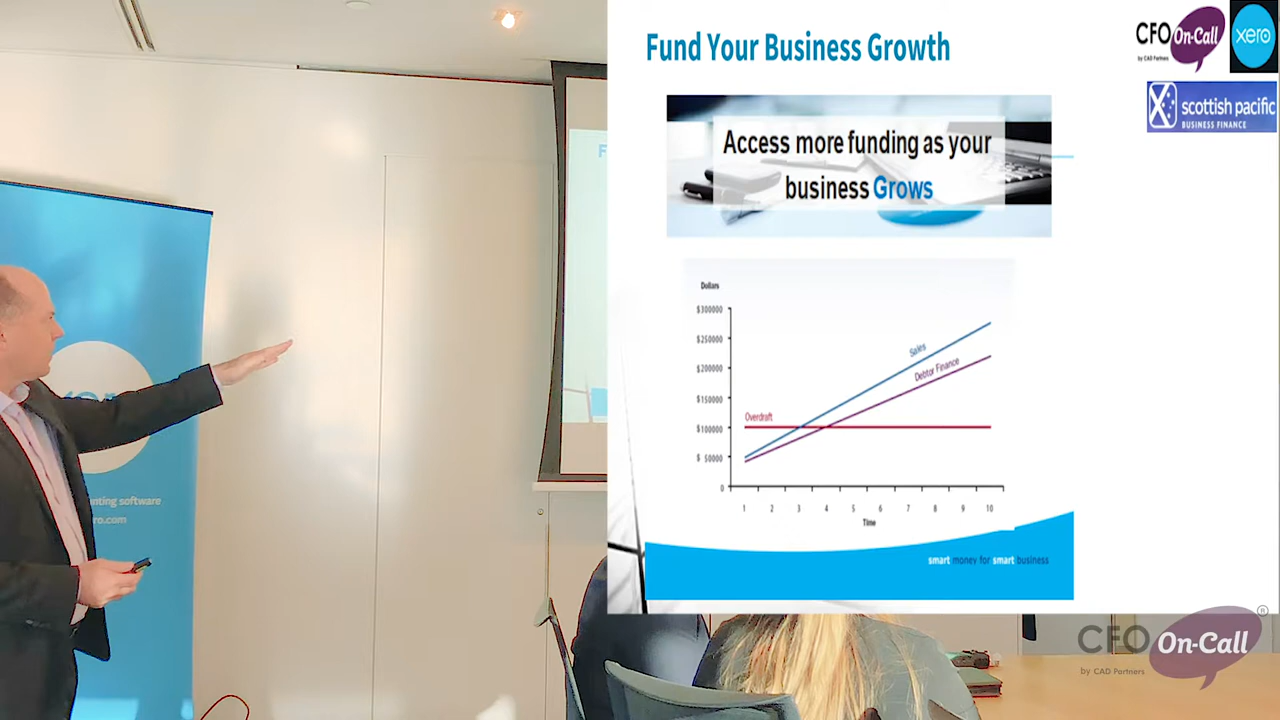 Fund Your Business Growth
CFO On-Call
by CAD Partners
xero
scottish pacific
BUSINESS FINANCE
Access more funding as your
business Grows
Dollars
$300000
$250000
$200000
$150000
$100000
$ 50000
0
Sales
Debtor Finance
Overdraft
1 2 3 4 5 6 7 8 9 10
Time
smart money for smart business
software
CFO On-Call ®
by CAD Partners